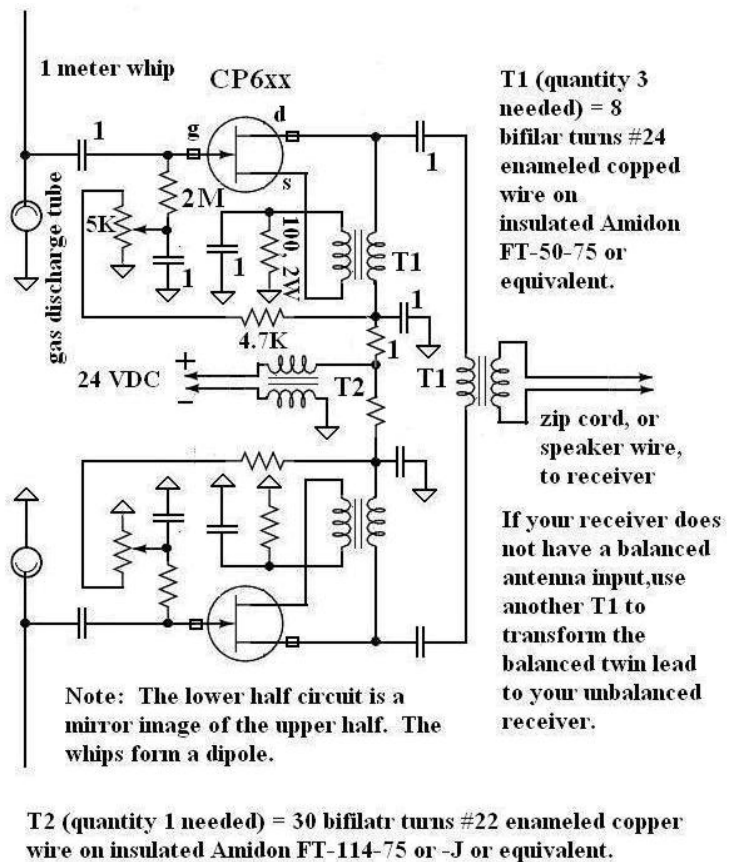 1 meter whip
CP6xx
T1 (quantity 3
needed) = 8
bifilar turns #24
enameled copped
wire on
insulated Amidon
FT-50-75 or
equivalent.
1
g
d
s
1
2M
5K
1
1
100, 2W
T1
1
gas discharge tube
4.7K
1
24 VDC
+
−
T2
T1
zip cord, or
speaker wire,
to receiver
If your receiver does
not have a balanced
antenna input,use
another T1 to
transform the
balanced twin lead
to your unbalanced
receiver.
Note: The lower half circuit is a
mirror image of the upper half. The
whips form a dipole.
T2 (quantity 1 needed) = 30 bifilatr turns #22 enameled copper
wire on insulated Amidon FT-114-75 or -J or equivalent.